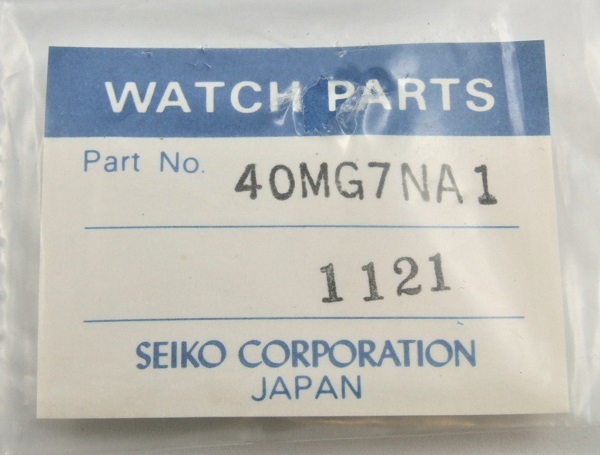 WATCH PARTS
Part No. 40MG7NA1
1121
SEIKO CORPORATION
JAPAN